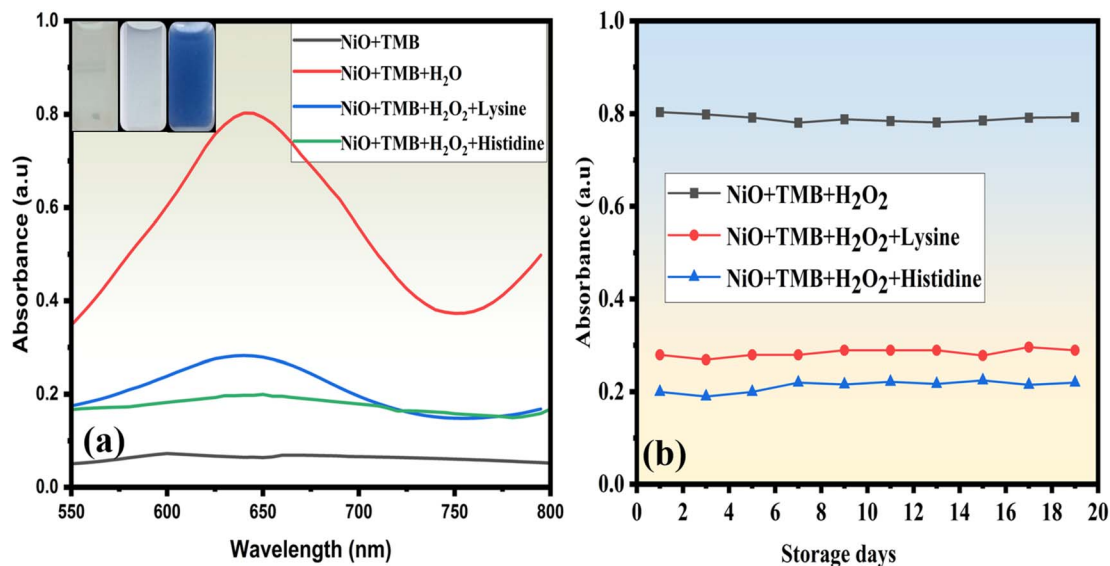 1.0
0.8
0.6
0.4
0.2
0.0
Absorbance (a.u)
NiO+TMB
NiO+TMB+H₂O
NiO+TMB+H₂O₂+Lysine
NiO+TMB+H₂O₂+Histidine
(a)
550 600 650 700 750 800
Wavelength (nm)
1.0
0.8
0.6
0.4
0.2
0.0
Absorbance (a.u)
NiO+TMB+H₂O₂
NiO+TMB+H₂O₂+Lysine
NiO+TMB+H₂O₂+Histidine
(b)
0 2 4 6 8 10 12 14 16 18 20
Storage days